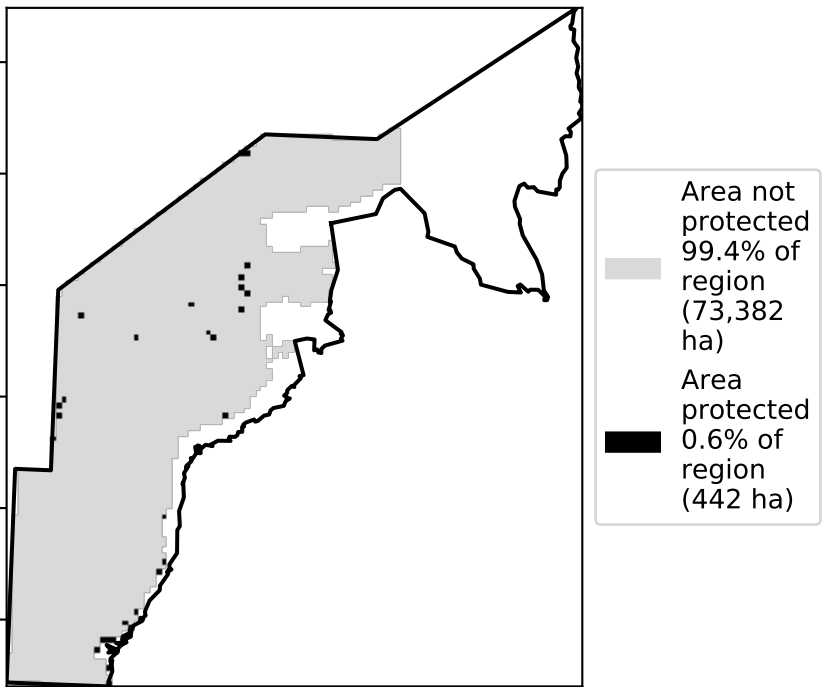 Area not
protected
99.4% of
region
(73,382
ha)
Area
protected
0.6% of
region
(442 ha)